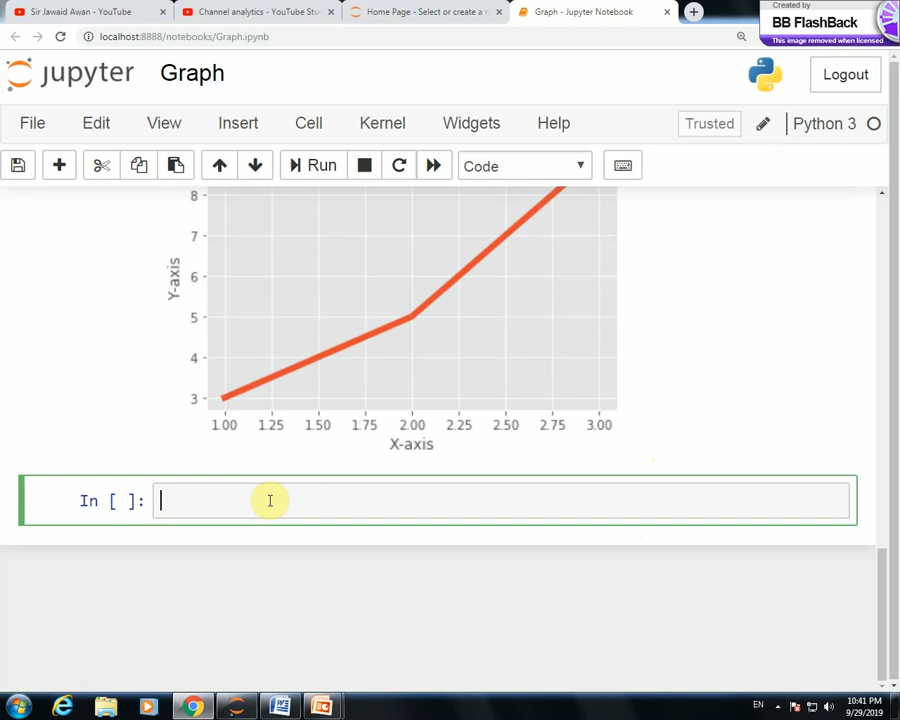 Sir Jawaid Awan - YouTube
Channel analytics - YouTube Stu
Home Page - Select or create a n
Graph - Jupyter Notebook
Created by
BB FlashBack
This image removed when licensed
localhost:8888/notebooks/Graph.ipynb
jupyter
Graph
Logout
File
Edit
View
Insert
Cell
Kernel
Widgets
Help
Trusted
Python 3
Run
Code
8
7
6
5
4
3
Y-axis
1.00 1.25 1.50 1.75 2.00 2.25 2.50 2.75 3.00
X-axis
In [ ]:
EN
10:41 PM
9/29/2019